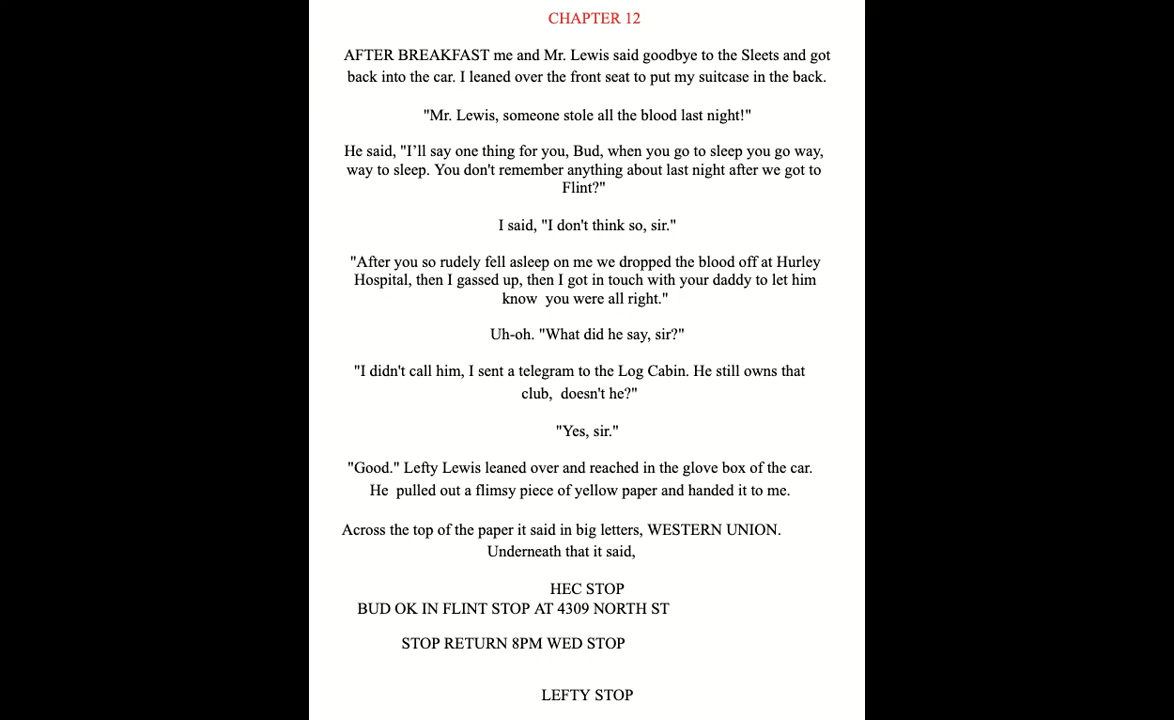 CHAPTER 12
AFTER BREAKFAST me and Mr. Lewis said goodbye to the Sleets and got
back into the car. I leaned over the front seat to put my suitcase in the back.
"Mr. Lewis, someone stole all the blood last night!"
He said, "I’ll say one thing for you, Bud, when you go to sleep you go way,
way to sleep. You don't remember anything about last night after we got to
Flint?"
I said, "I don't think so, sir."
"After you so rudely fell asleep on me we dropped the blood off at Hurley
Hospital, then I gassed up, then I got in touch with your daddy to let him
know you were all right."
Uh-oh. "What did he say, sir?"
"I didn't call him, I sent a telegram to the Log Cabin. He still owns that
club, doesn't he?"
"Yes, sir."
"Good." Lefty Lewis leaned over and reached in the glove box of the car.
He pulled out a flimsy piece of yellow paper and handed it to me.
Across the top of the paper it said in big letters, WESTERN UNION.
Underneath that it said,
HEC STOP
BUD OK IN FLINT STOP AT 4309 NORTH ST
STOP RETURN 8PM WED STOP
LEFTY STOP